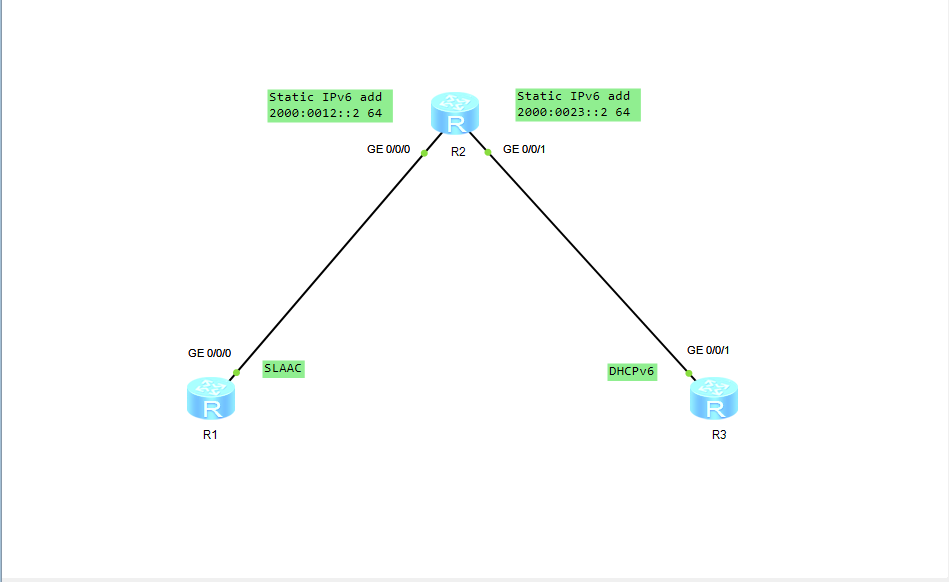 Static IPv6 add
2000:0012::2 64
Static IPv6 add
2000:0023::2 64
R
GE 0/0/0
R2
GE 0/0/1
GE 0/0/0
SLAAC
R
R1
GE 0/0/1
DHCPv6
R
R3